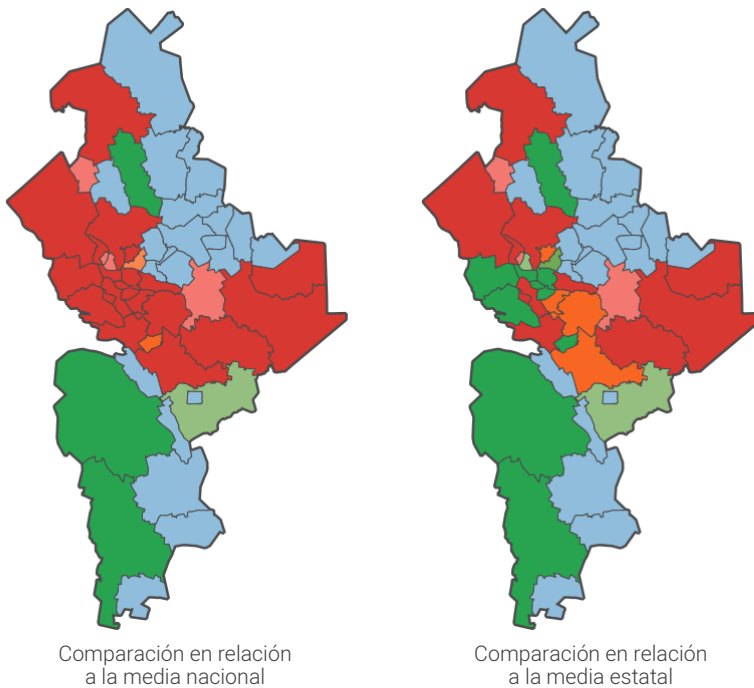 Comparación en relación
a la media nacional
Comparación en relación
a la media estatal